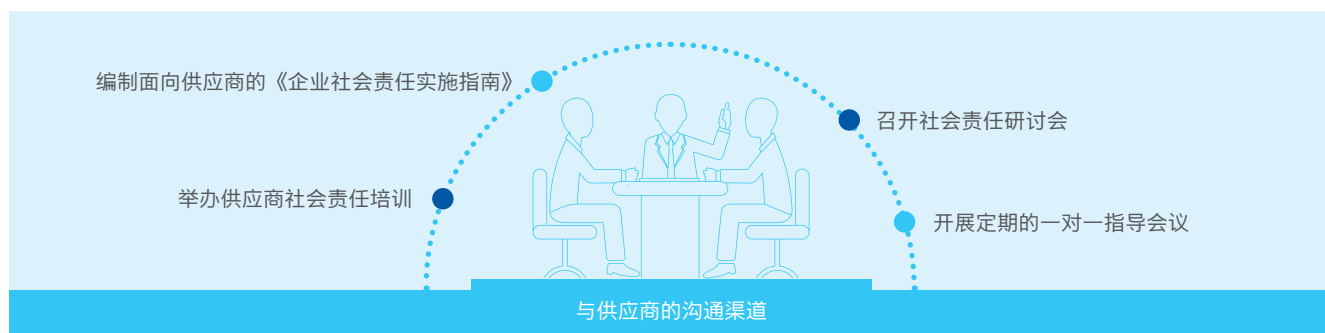 编制面向供应商的《企业社会责任实施指南》
召开社会责任研讨会
举办供应商社会责任培训
开展定期的一对一指导会议
与供应商的沟通渠道